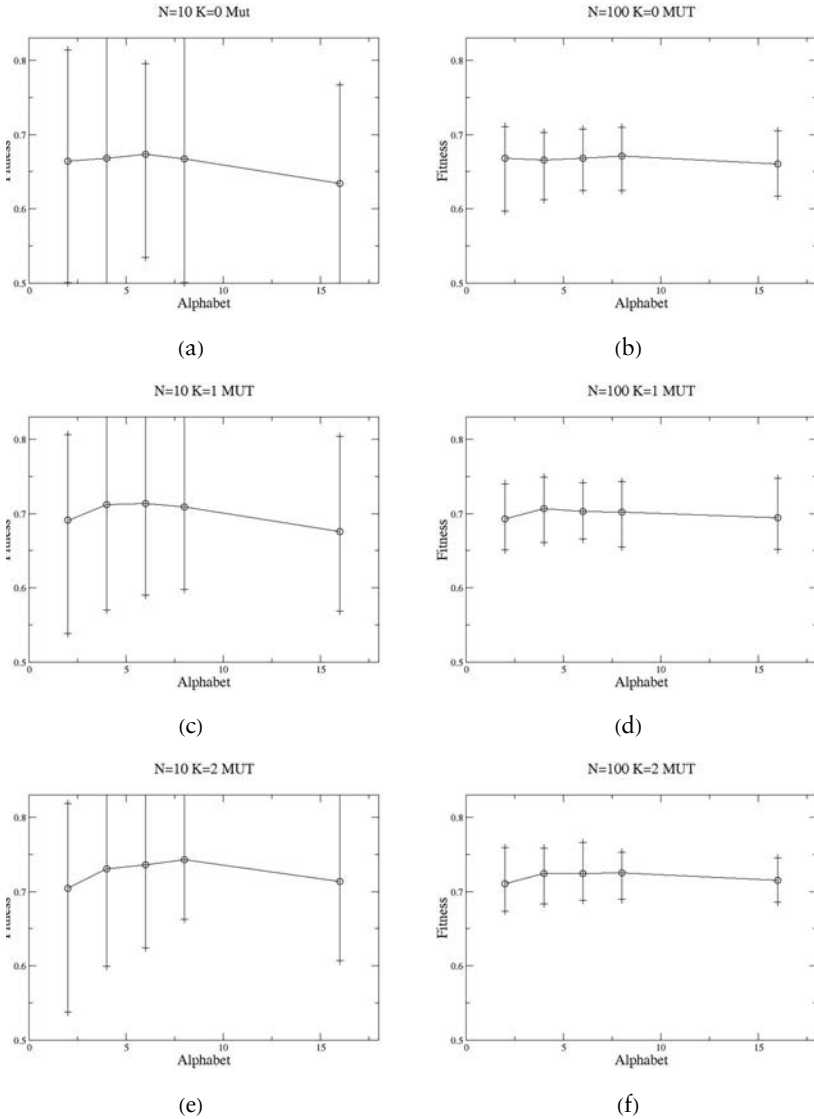 N=10 K=0 Mut
N=100 K=0 MUT
0.8
0.7
0.6
0.5
Fitness
0
5
10
15
Alphabet
0.8
0.7
0.6
0.5
Fitness
0
5
10
15
Alphabet
(a)
(b)
N=10 K=1 MUT
N=100 K=1 MUT
0.8
0.7
0.6
0.5
Fitness
0
5
10
15
Alphabet
0.8
0.7
0.6
0.5
Fitness
0
5
10
15
Alphabet
(c)
(d)
N=10 K=2 MUT
N=100 K=2 MUT
0.8
0.7
0.6
0.5
Fitness
0
5
10
15
Alphabet
0.8
0.7
0.6
0.5
Fitness
0
5
10
15
Alphabet
(e)
(f)